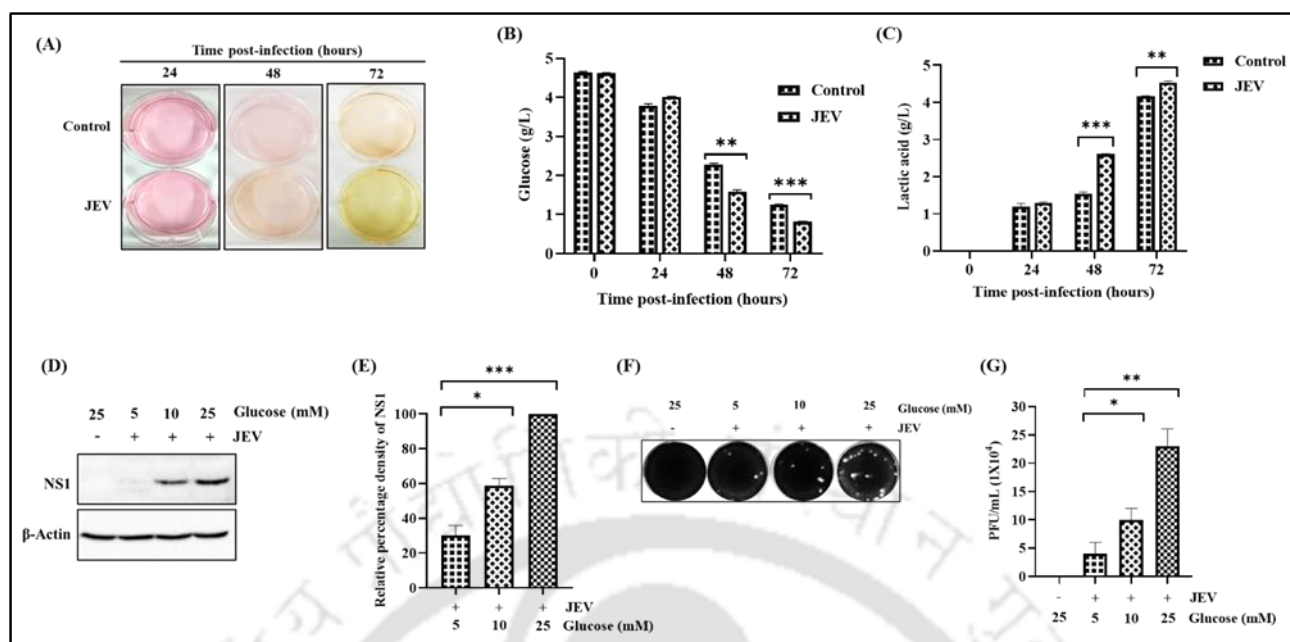 (A)
Time post-infection (hours)
24 48 72
Control
JEV
(B)
Glucose (g/L)
5
4
3
2
1
0
** ***
Control
JEV
0 24 48 72
Time post-infection (hours)
(C)
Lactic acid (g/L)
5
4
3
2
1
0
*** **
Control
JEV
0 24 48 72
Time post-infection (hours)
(D)
25 5 10 25 Glucose (mM)
- + + + JEV
NS1
β-Actin
(E)
Relative percentage density of NS1
***
*
100
80
60
40
20
0
+ + + JEV
5 10 25 Glucose (mM)
(F)
25 5 10 25 Glucose (mM)
- + + + JEV
(G)
PFU/mL (1X10⁴)
**
*
30
25
20
15
10
5
0
- + + + JEV
25 5 10 25 Glucose (mM)